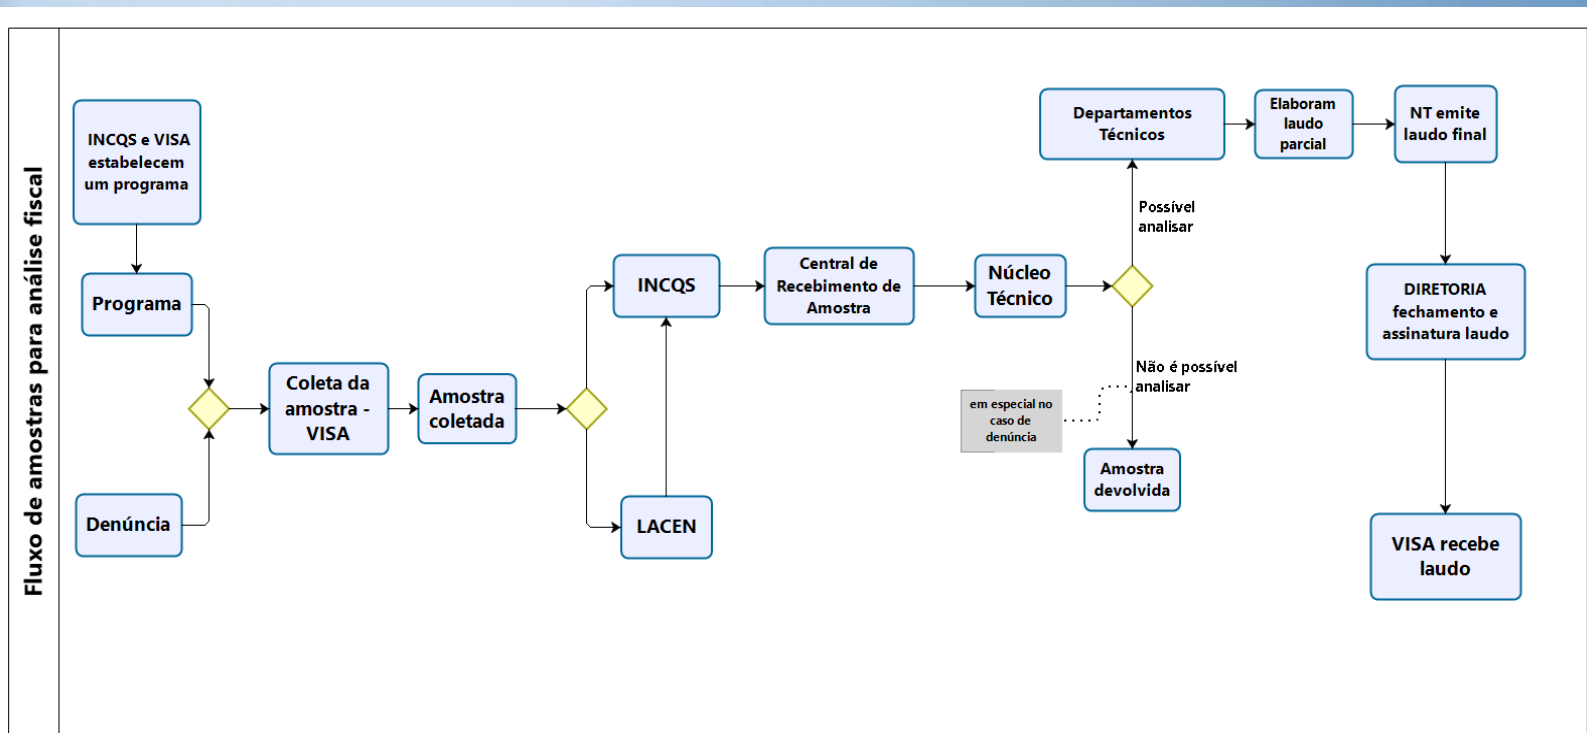 Fluxo de amostras para análise fiscal
INCQS e VISA
estabelecem
um programa
Programa
Denúncia
Coleta da
amostra -
VISA
Amostra
coletada
INCQS
LACEN
Central de
Recebimento de
Amostra
Núcleo
Técnico
Possível
analisar
Não é possível
analisar
em especial no
caso de
denúncia
Amostra
devolvida
Departamentos
Técnicos
Elaboram
laudo
parcial
NT emite
laudo final
DIRETORIA
fechamento e
assinatura laudo
VISA recebe
laudo